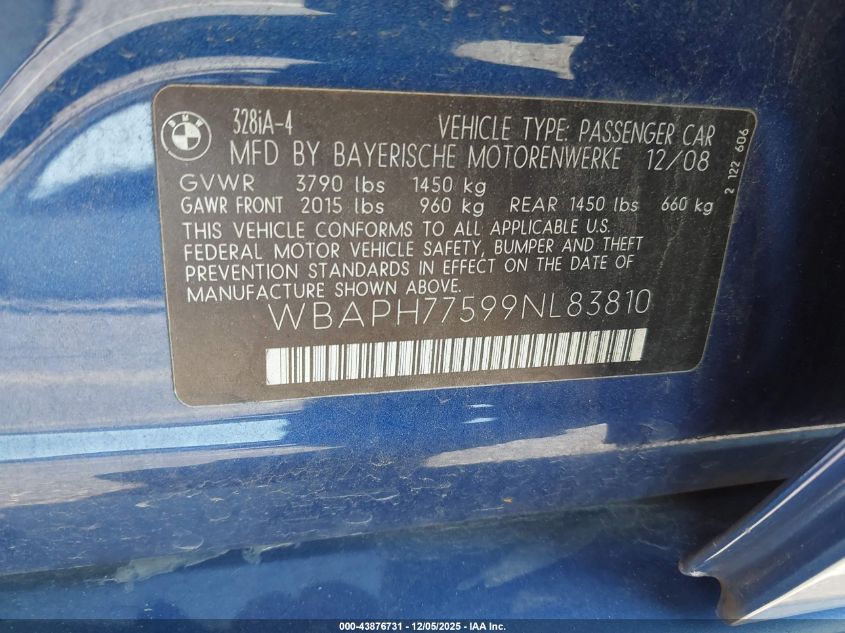 BMW
328iA-4 VEHICLE TYPE: PASSENGER CAR
MFD BY BAYERISCHE MOTORENWERKE 12/08
GVWR 3790 lbs 1450 kg
GAWR FRONT 2015 lbs 960 kg REAR 1450 lbs 660 kg
THIS VEHICLE CONFORMS TO ALL APPLICABLE U.S.
FEDERAL MOTOR VEHICLE SAFETY, BUMPER AND THEFT
PREVENTION STANDARDS IN EFFECT ON THE DATE OF
MANUFACTURE SHOWN ABOVE.
WBAPH77599NL83810
2 122 606
000-43876731 - 12/05/2025 - IAA Inc.